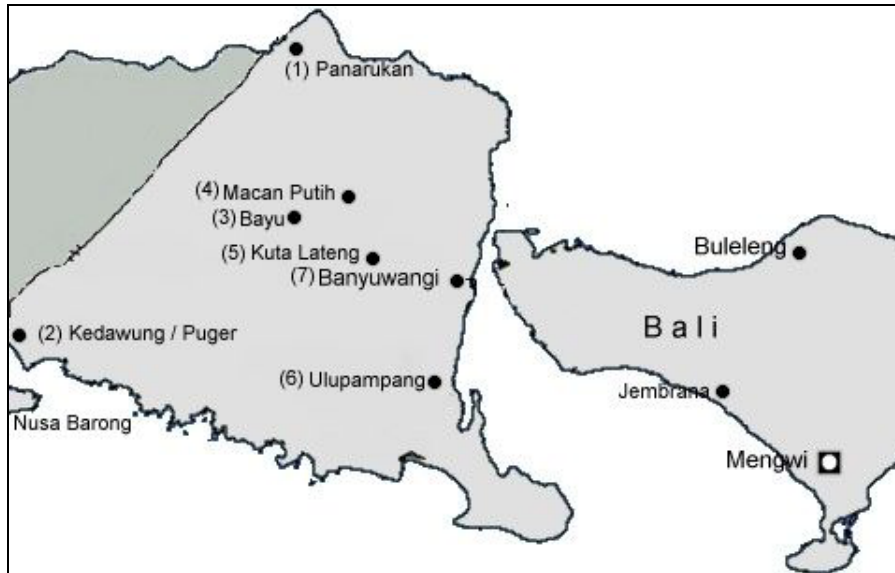 (1) Panarukan
(4) Macan Putih
(3) Bayu
(5) Kuta Lateng
(7) Banyuwangi
(2) Kedawung / Puger
(6) Ulupampang
Nusa Barong
Buleleng
Bali
Jembrana
Mengwi